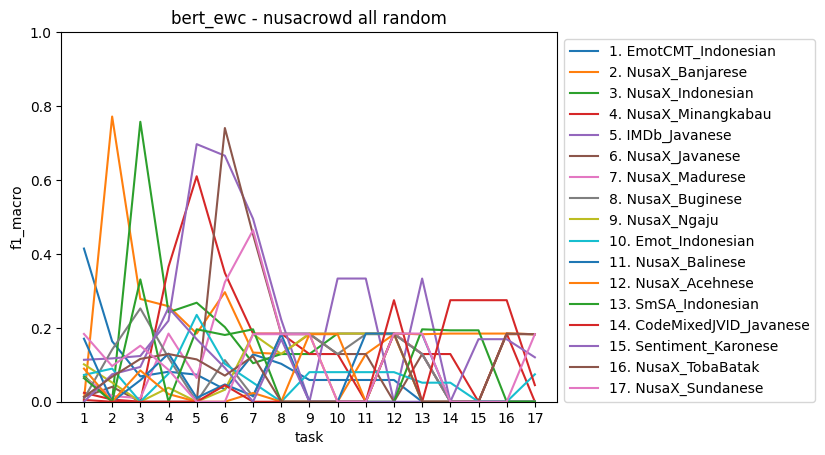 bert_ewc - nusacrowd all random
1.0
0.8
0.6
0.4
0.2
0.0
f1_macro
1 2 3 4 5 6 7 8 9 10 11 12 13 14 15 16 17
task
1. EmotCMT_Indonesian
2. NusaX_Banjarese
3. NusaX_Indonesian
4. NusaX_Minangkabau
5. IMDb_Javanese
6. NusaX_Javanese
7. NusaX_Madurese
8. NusaX_Buginese
9. NusaX_Ngaju
10. Emot_Indonesian
11. NusaX_Balinese
12. NusaX_Acehnese
13. SmSA_Indonesian
14. CodeMixedJVID_Javanese
15. Sentiment_Karonese
16. NusaX_TobaBatak
17. NusaX_Sundanese